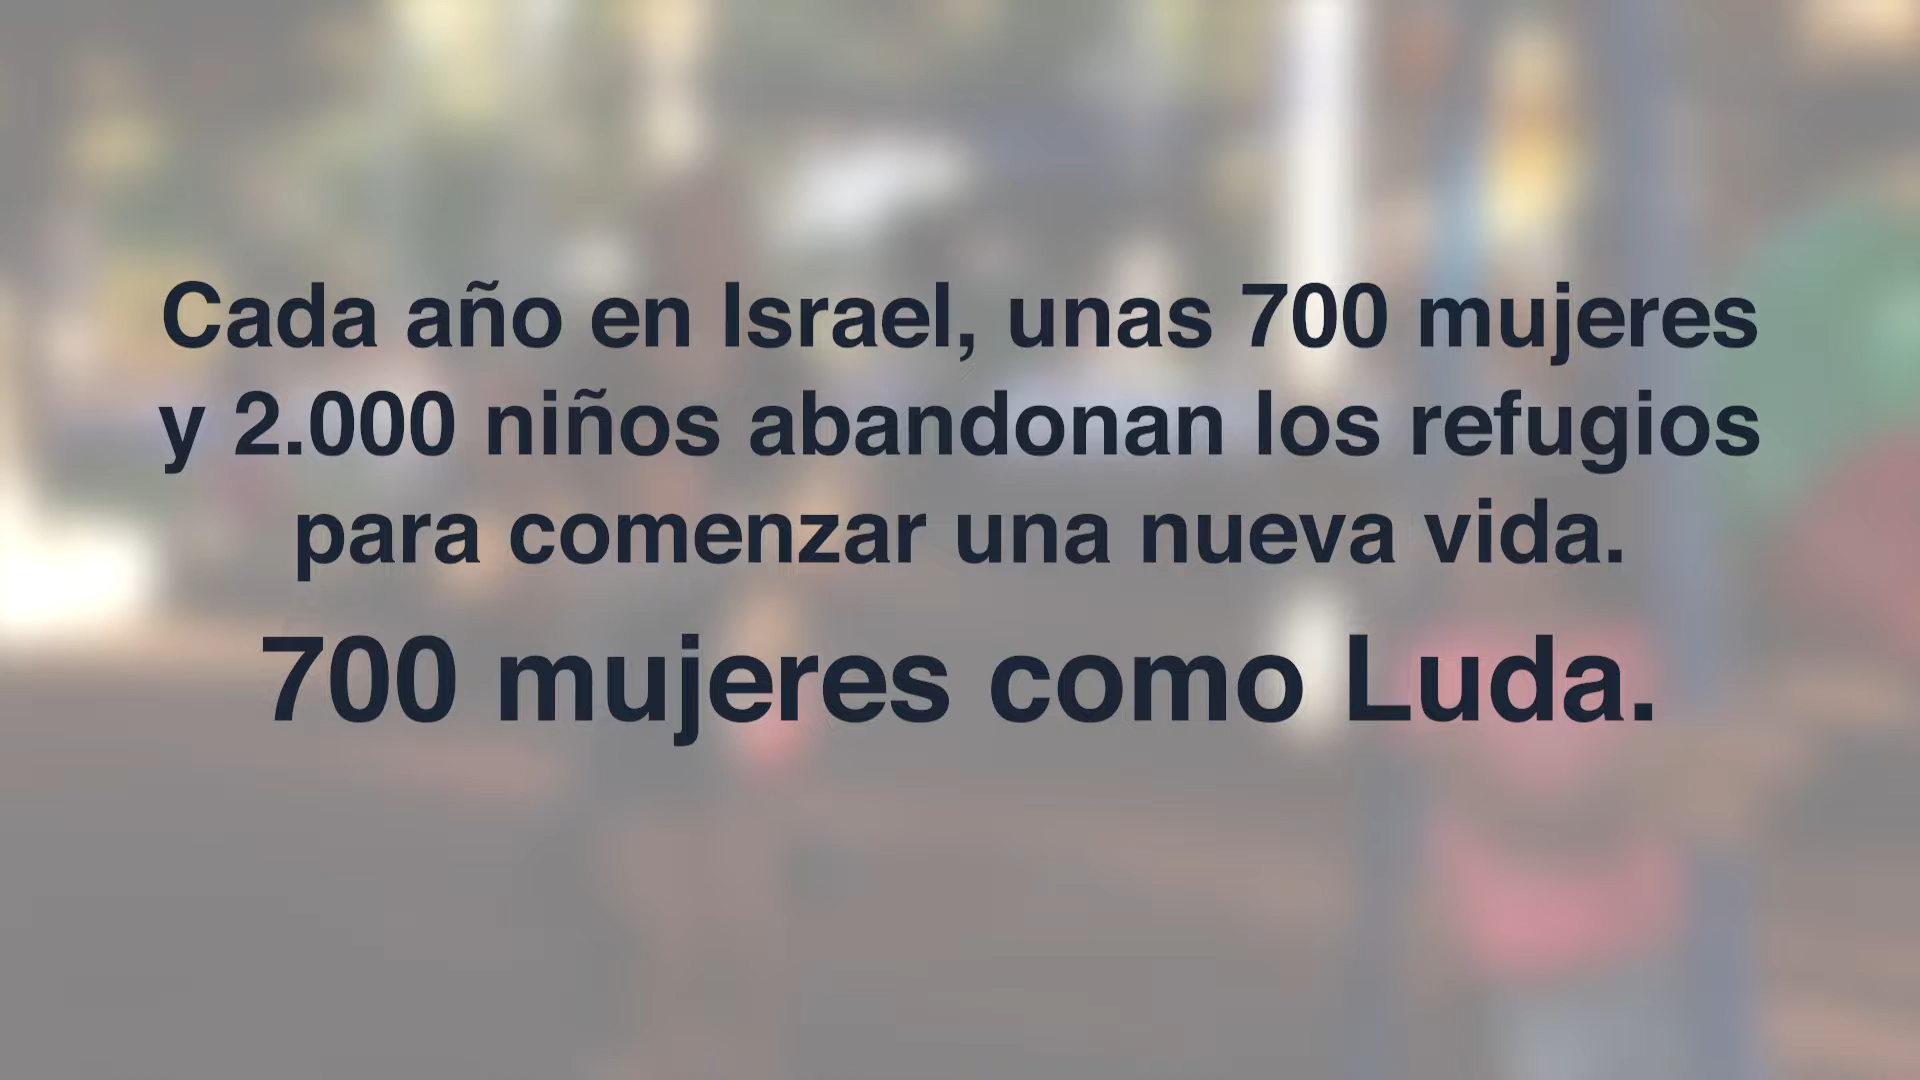 Cada año en Israel, unas 700 mujeres
y 2.000 niños abandonan los refugios
para comenzar una nueva vida.
700 mujeres como Luda.